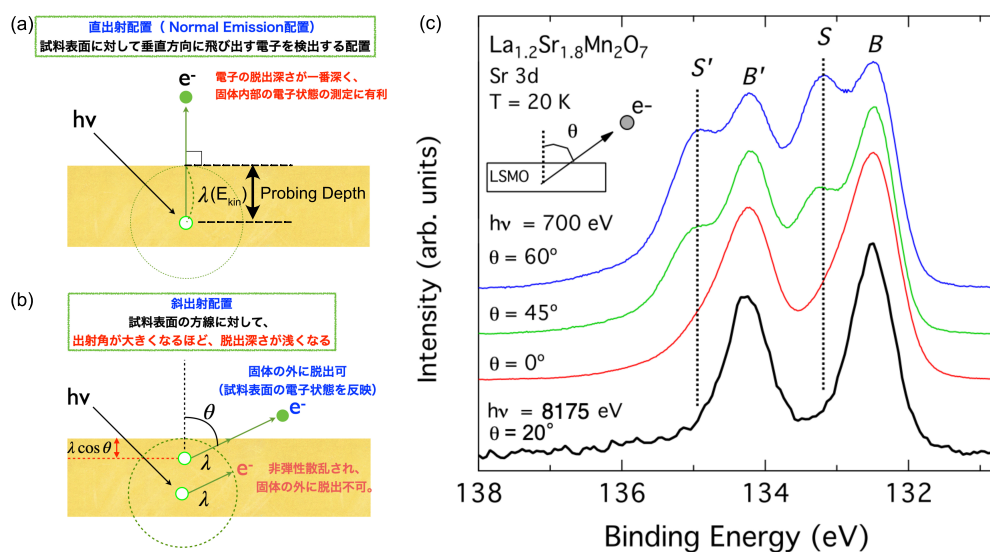 (a)
直出射配置（ Normal Emission配置）
試料表面に対して垂直方向に飛び出す電子を検出する配置
e-
電子の脱出深さが一番深く、
固体内部の電子状態の測定に有利
hν
λ(Ekin)
Probing Depth
(b)
斜出射配置
試料表面の方線に対して、
出射角が大きくなるほど、脱出深さが浅くなる
固体の外に脱出可
（試料表面の電子状態を反映）
hν
θ
e-
λ cos θ
λ
e-
非弾性散乱され、
固体の外に脱出不可。
λ
(c)
La1.2Sr1.8Mn2O7
Sr 3d
T = 20 K
e-
θ
LSMO
S'
B'
S
B
hν = 700 eV
θ = 60º
θ = 45º
θ = 0º
hν = 8175 eV
θ = 20º
Intensity (arb. units)
138
136
134
132
Binding Energy (eV)